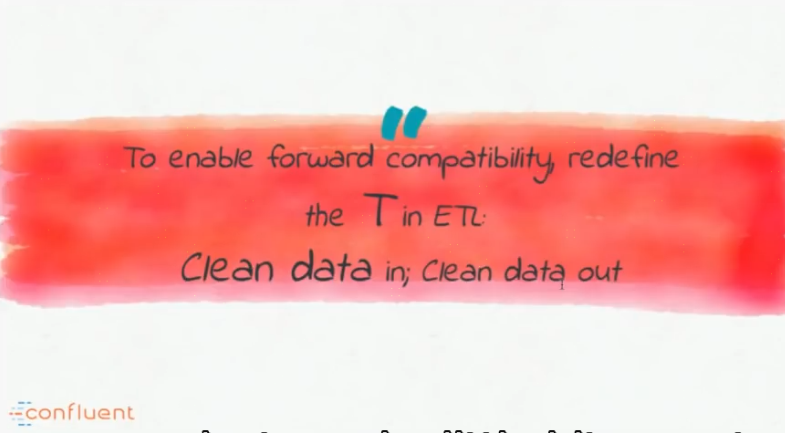 "
To enable forward compatibility, redefine
the T in ETL:
Clean data in; Clean data out
confluent